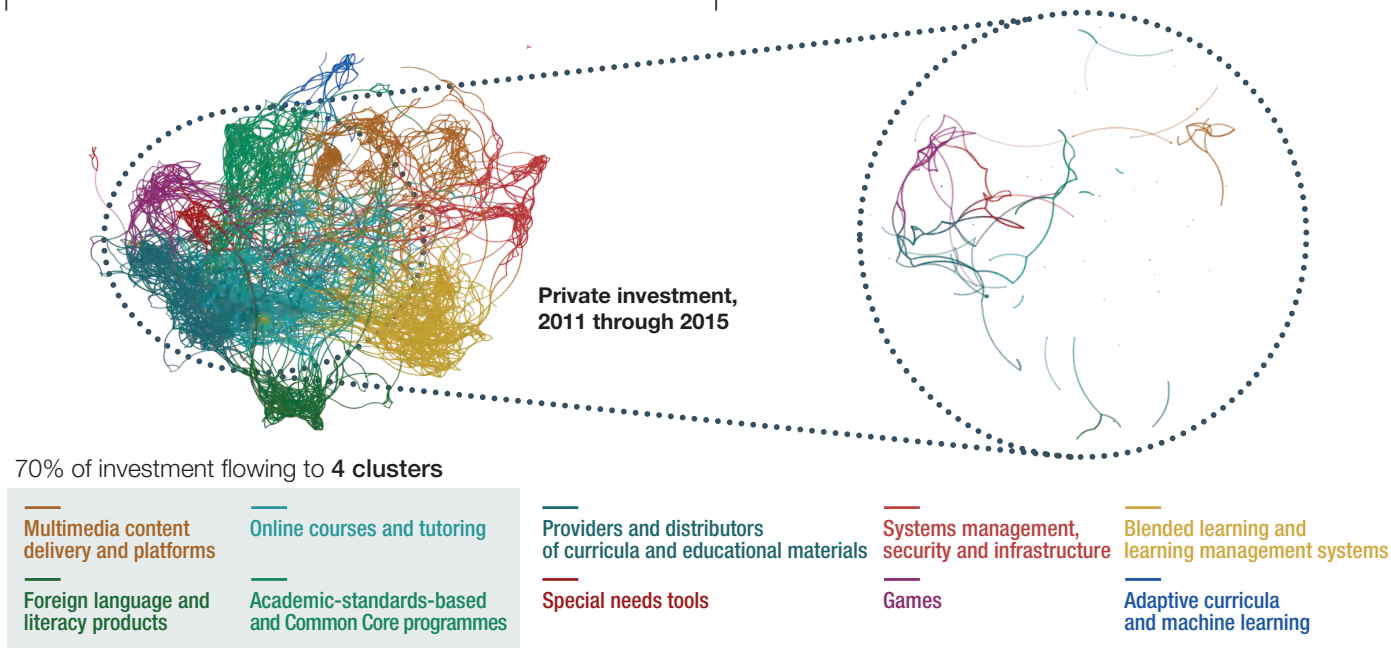 Private investment,
2011 through 2015
70% of investment flowing to 4 clusters
Multimedia content
delivery and platforms
Online courses and tutoring
Providers and distributors
of curricula and educational materials
Systems management,
security and infrastructure
Blended learning and
learning management systems
Foreign language and
literacy products
Academic-standards-based
and Common Core programmes
Special needs tools
Games
Adaptive curricula
and machine learning